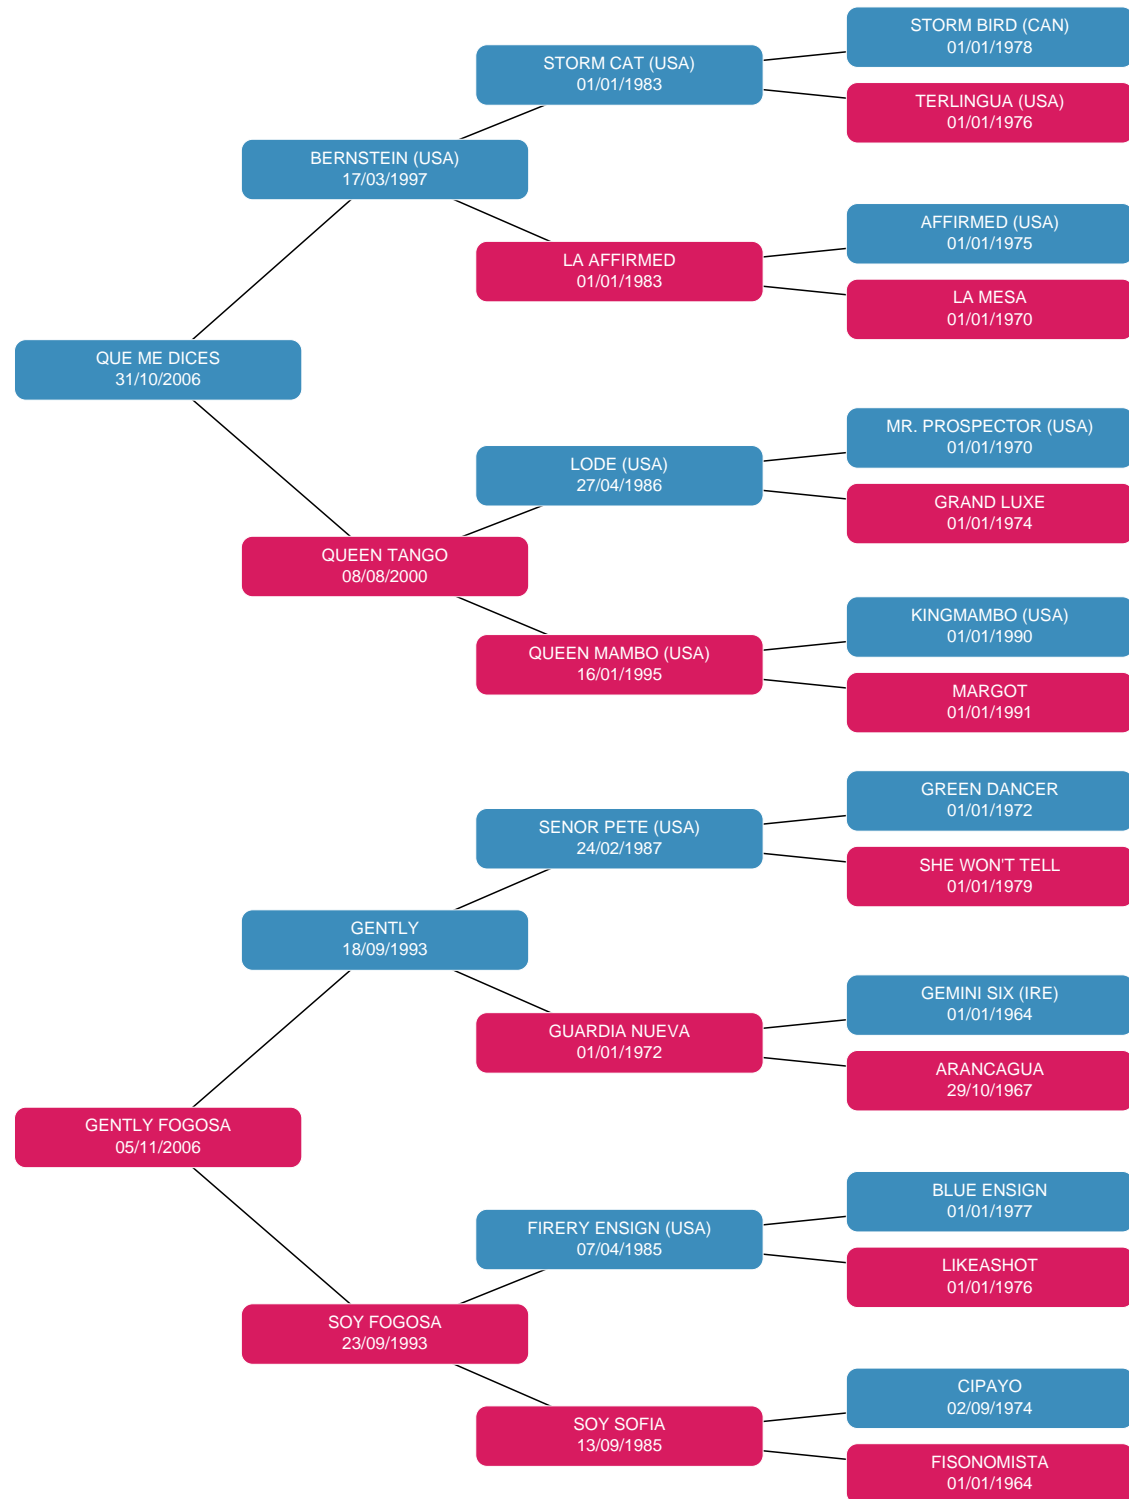 STORM BIRD (CAN)
01/01/1978
STORM CAT (USA)
01/01/1983
TERLINGUA (USA)
01/01/1976
BERNSTEIN (USA)
17/03/1997
AFFIRMED (USA)
01/01/1975
LA AFFIRMED
01/01/1983
LA MESA
01/01/1970
QUE ME DICES
31/10/2006
MR. PROSPECTOR (USA)
01/01/1970
LODE (USA)
27/04/1986
GRAND LUXE
01/01/1974
QUEEN TANGO
08/08/2000
KINGMAMBO (USA)
01/01/1990
QUEEN MAMBO (USA)
16/01/1995
MARGOT
01/01/1991
GREEN DANCER
01/01/1972
SENOR PETE (USA)
24/02/1987
SHE WON'T TELL
01/01/1979
GENTLY
18/09/1993
GEMINI SIX (IRE)
01/01/1964
GUARDIA NUEVA
01/01/1972
ARANCAGUA
29/10/1967
GENTLY FOGOSA
05/11/2006
BLUE ENSIGN
01/01/1977
FIRERY ENSIGN (USA)
07/04/1985
LIKEASHOT
01/01/1976
SOY FOGOSA
23/09/1993
CIPAYO
02/09/1974
SOY SOFIA
13/09/1985
FISONOMISTA
01/01/1964